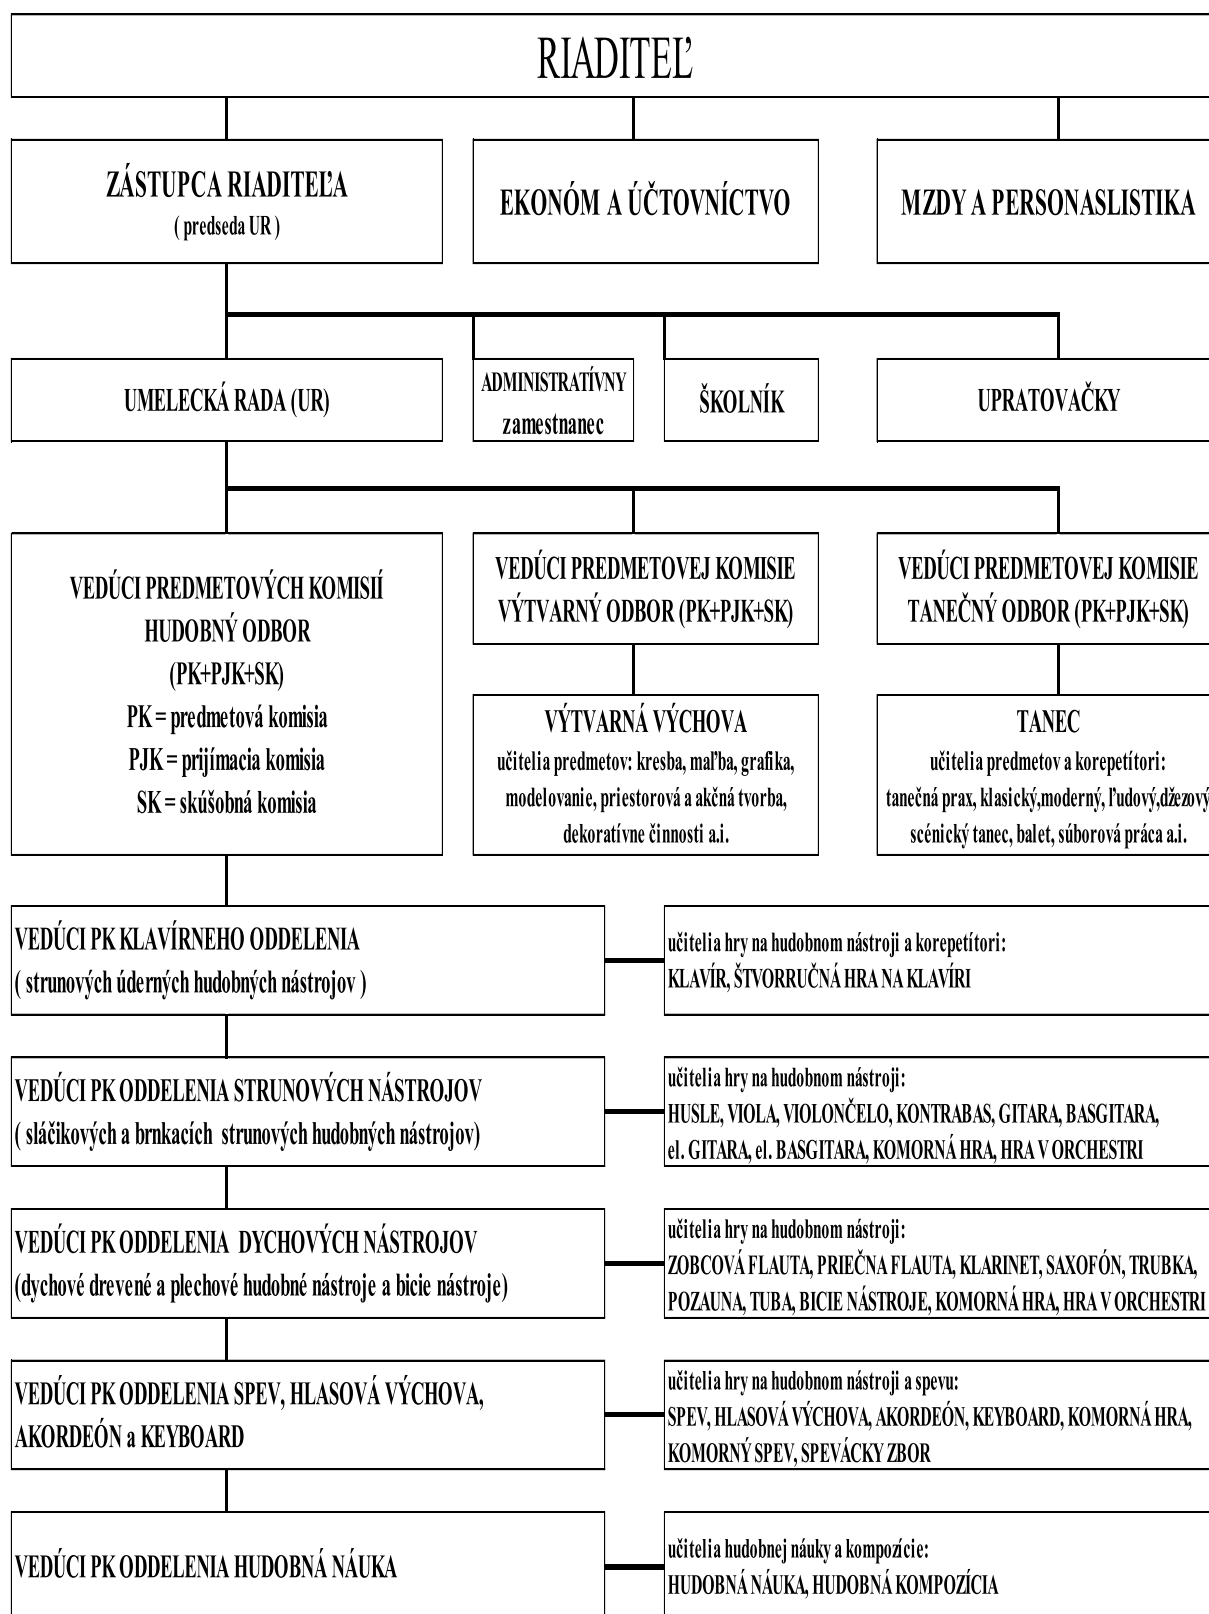 RIADITEĽ
ZÁSTUPCA RIADITEĽA
( predseda UR )
EKONÓM A ÚČTOVNÍCTVO
MZDY A PERSONASLISTIKA
UMELECKÁ RADA (UR)
ADMINISTRATÍVNY
zamestnanec
ŠKOLNÍK
UPRATOVAČKY
VEDÚCI PREDMETOVÝCH KOMISIÍ
HUDOBNÝ ODBOR
(PK+PJK+SK)
PK = predmetová komisia
PJK = prijímacia komisia
SK = skúšobná komisia
VEDÚCI PREDMETOVEJ KOMISIE
VÝTVARNÝ ODBOR (PK+PJK+SK)
VEDÚCI PREDMETOVEJ KOMISIE
TANEČNÝ ODBOR (PK+PJK+SK)
VÝTVARNÁ VÝCHOVA
učitelia predmetov: kresba, maľba, grafika,
modelovanie, priestorová a akčná tvorba,
dekoratívne činnosti a.i.
TANEC
učitelia predmetov a korepetítori:
tanečná prax, klasický,moderný, ľudový,džezový
scénický tanec, balet, súborová práca a.i.
VEDÚCI PK KLAVÍRNEHO ODDELENIA
( strunových úderných hudobných nástrojov )
učitelia hry na hudobnom nástroji a korepetítori:
KLAVÍR, ŠTVORRUČNÁ HRA NA KLAVÍRI
VEDÚCI PK ODDELENIA STRUNOVÝCH NÁSTROJOV
( sláčikových a brnkacích strunových hudobných nástrojov)
učitelia hry na hudobnom nástroji:
HUSLE, VIOLA, VIOLONČELO, KONTRABAS, GITARA, BASGITARA,
el. GITARA, el. BASGITARA, KOMORNÁ HRA, HRA V ORCHESTRI
VEDÚCI PK ODDELENIA DYCHOVÝCH NÁSTROJOV
(dychové drevené a plechové hudobné nástroje a bicie nástroje)
učitelia hry na hudobnom nástroji:
ZOBCOVÁ FLAUTA, PRIEČNA FLAUTA, KLARINET, SAXOFÓN, TRUBKA,
POZAUNA, TUBA, BICIE NÁSTROJE, KOMORNÁ HRA, HRA V ORCHESTRI
VEDÚCI PK ODDELENIA SPEV, HLASOVÁ VÝCHOVA,
AKORDEÓN a KEYBOARD
učitelia hry na hudobnom nástroji a spevu:
SPEV, HLASOVÁ VÝCHOVA, AKORDEÓN, KEYBOARD, KOMORNÁ HRA,
KOMORNÝ SPEV, SPEVÁCKY ZBOR
VEDÚCI PK ODDELENIA HUDOBNÁ NÁUKA
učitelia hudobnej náuky a kompozície:
HUDOBNÁ NÁUKA, HUDOBNÁ KOMPOZÍCIA